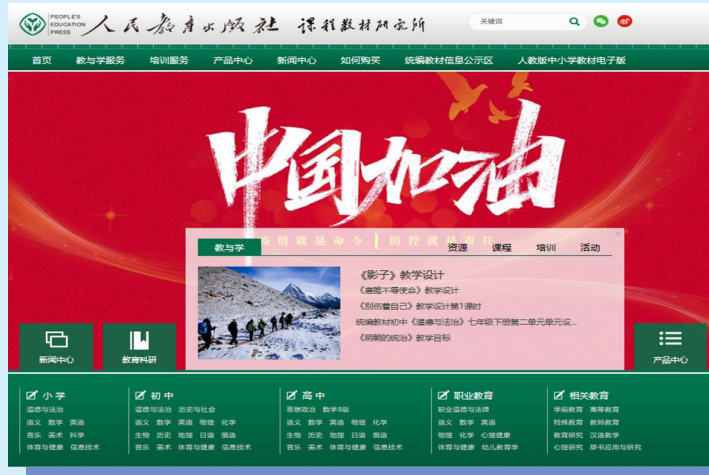 PEOPLE'S
EDUCATION
PRESS
人民教育出版社 课程教材研究所
关键词
首页 教与学服务 培训服务 产品中心 新闻中心 如何购买 统编教材信息公示区 人教版中小学教材电子版
中国加油
疫情就是命令 防控就是责任
教与学 资源 课程 培训 活动
《影子》教学设计
《唐雎不辱使命》教学设计
《别伤着自己》教学设计第1课时
统编教材初中《道德与法治》七年级下册第二单元单元设...
《明朝的统治》教学目标
新闻中心 教育科研 产品中心
小学
道德与法治
语文 数学 英语
音乐 美术 科学
体育与健康 信息技术
初中
道德与法治 历史与社会
语文 数学 英语 物理 化学
生物 历史 地理 日语 俄语
音乐 美术 体育与健康 信息技术
高中
思想政治 数学B版
语文 数学 英语 物理 化学
生物 历史 地理 日语 俄语
音乐 美术 体育与健康 信息技术
职业教育
职业道德与法律
语文 数学 英语
物理 化学 心理健康
体育与健康 幼儿教育学
相关教育
学前教育 高等教育
特殊教育 教师教育
教育研究 汉语教学
心理研究 辞书应用与研究